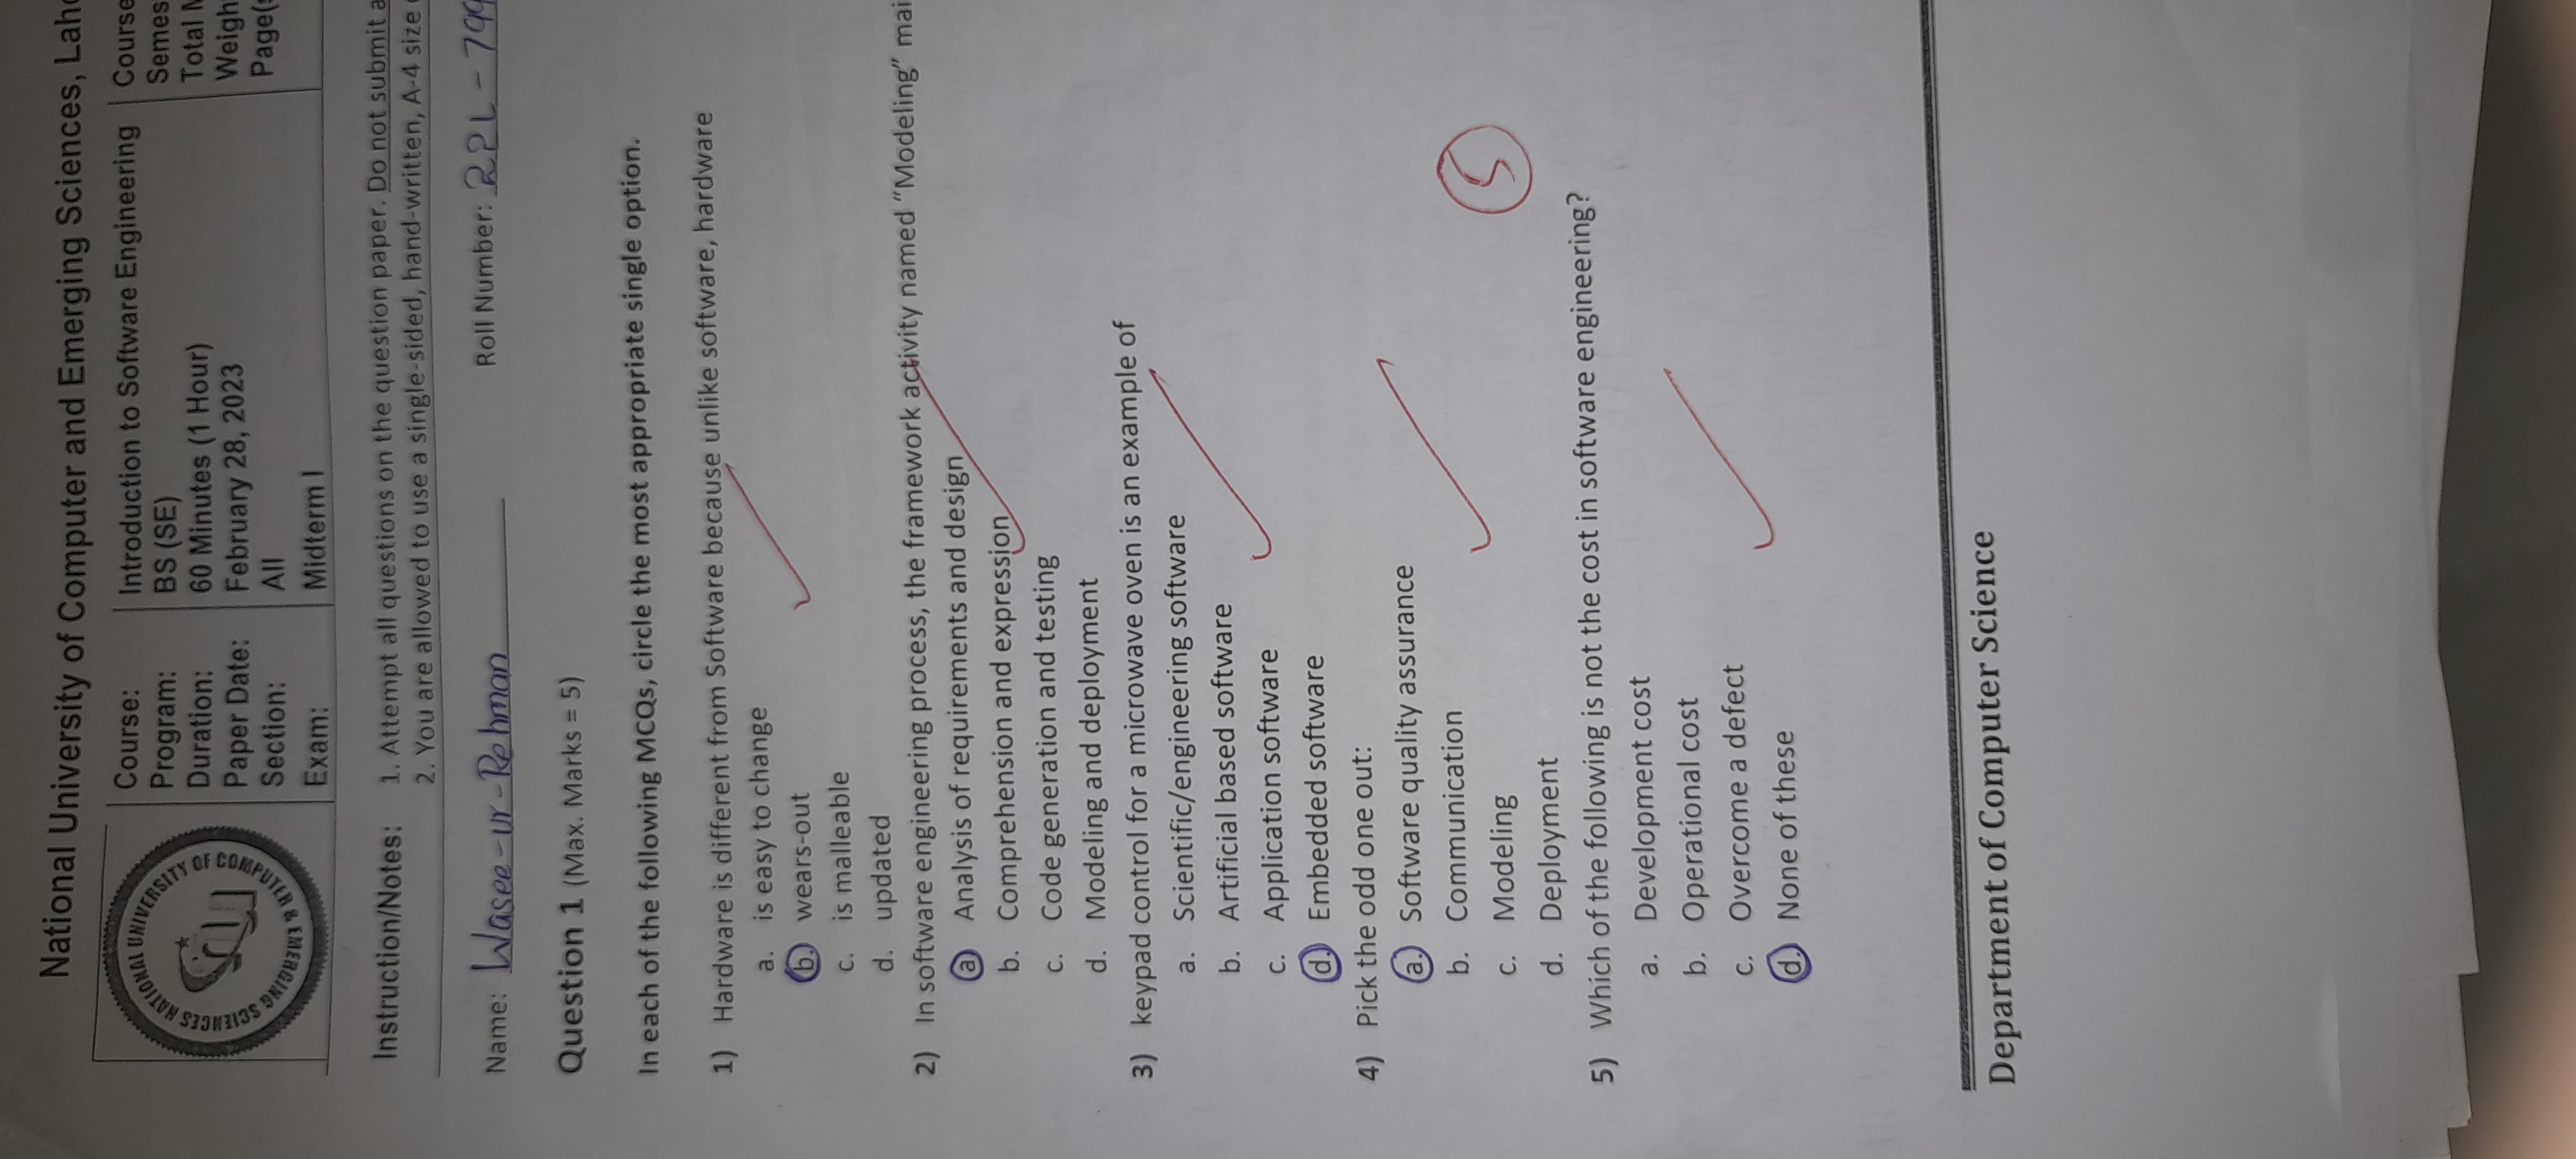 National University of Computer and Emerging Sciences,
NATIONAL UNIVERSITY OF COMPUTER & EMERGING SCIENCES
Course: Introduction to Software Engineering Course
Program: BS (SE)
Duration: 60 Minutes (1 Hour) Total
Paper Date: February 28, 2023
Section: All
Exam: Midterm I
Instruction/Notes: 1. Attempt all questions on the question paper. Do not submit
2. You are allowed to use a single-sided, hand-written, A-4 size
Name: Wasee-ur-Rehman Roll Number: 22L-799
Question 1 (Max. Marks = 5)
In each of the following MCQs, circle the most appropriate single option.
1) Hardware is different from Software because unlike software, hardware
a. is easy to change
b. wears-out
c. is malleable
d. updated
2) In software engineering process, the framework activity named “Modeling”
a Analysis of requirements and design
b. Comprehension and expression
c. Code generation and testing
d. Modeling and deployment
3) keypad control for a microwave oven is an example of
a. Scientific/engineering software
b. Artificial based software
c. Application software
d. Embedded software
4) Pick the odd one out:
a. Software quality assurance
b. Communication
c. Modeling
d. Deployment
5
5) Which of the following is not the cost in software engineering?
a. Development cost
b. Operational cost
c. Overcome a defect
d. None of these
Department of Computer Science